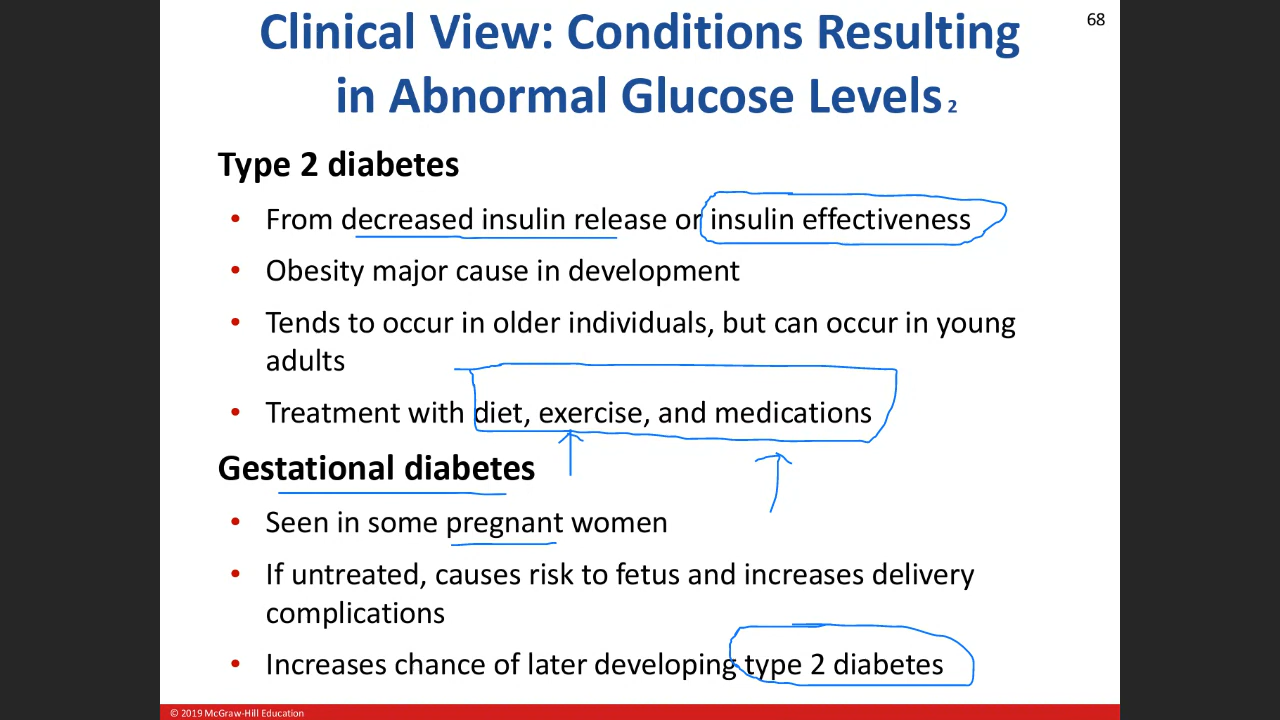 68
Clinical View: Conditions Resulting
in Abnormal Glucose Levels 2
Type 2 diabetes
• From decreased insulin release or insulin effectiveness
• Obesity major cause in development
• Tends to occur in older individuals, but can occur in young
adults
• Treatment with diet, exercise, and medications
Gestational diabetes
• Seen in some pregnant women
• If untreated, causes risk to fetus and increases delivery
complications
• Increases chance of later developing type 2 diabetes
© 2019 McGraw-Hill Education